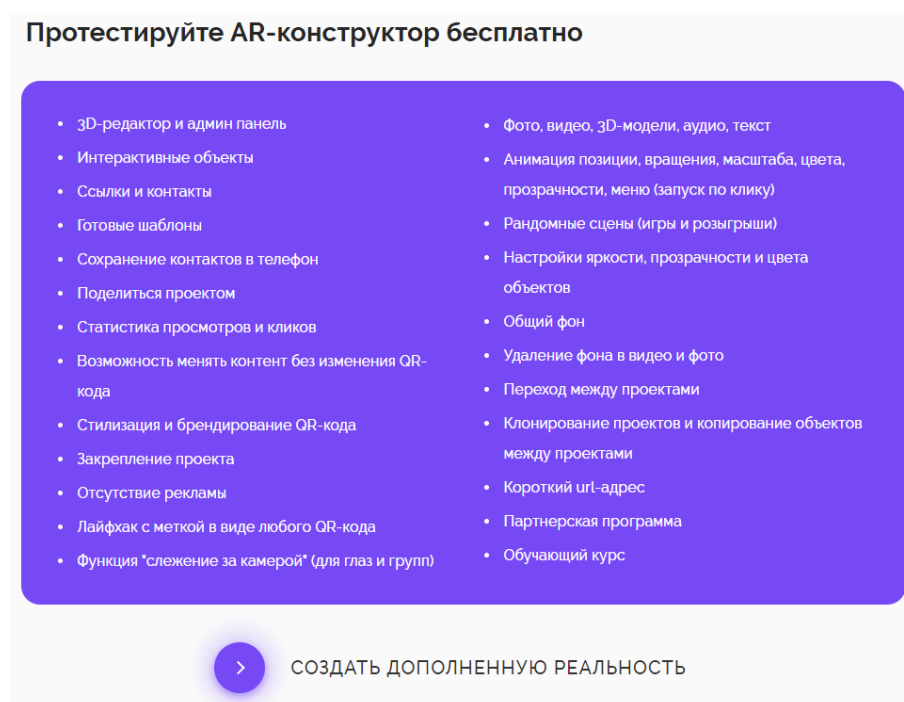 Протестируйте AR-конструктор бесплатно
3D-редактор и админ панель
Интерактивные объекты
Ссылки и контакты
Готовые шаблоны
Сохранение контактов в телефон
Поделиться проектом
Статистика просмотров и кликов
Возможность менять контент без изменения QR-
кода
Стилизация и брендирование QR-кода
Закрепление проекта
Отсутствие рекламы
Лайфхак с меткой в виде любого QR-кода
Функция "слежение за камерой" (для глаз и групп)
Фото, видео, 3D-модели, аудио, текст
Анимация позиции, вращения, масштаба, цвета,
прозрачности, меню (запуск по клику)
Рандомные сцены (игры и розыгрыши)
Настройки яркости, прозрачности и цвета
объектов
Общий фон
Удаление фона в видео и фото
Переход между проектами
Клонирование проектов и копирование объектов
между проектами
Короткий url-адрес
Партнерская программа
Обучающий курс
СОЗДАТЬ ДОПОЛНЕННУЮ РЕАЛЬНОСТЬ